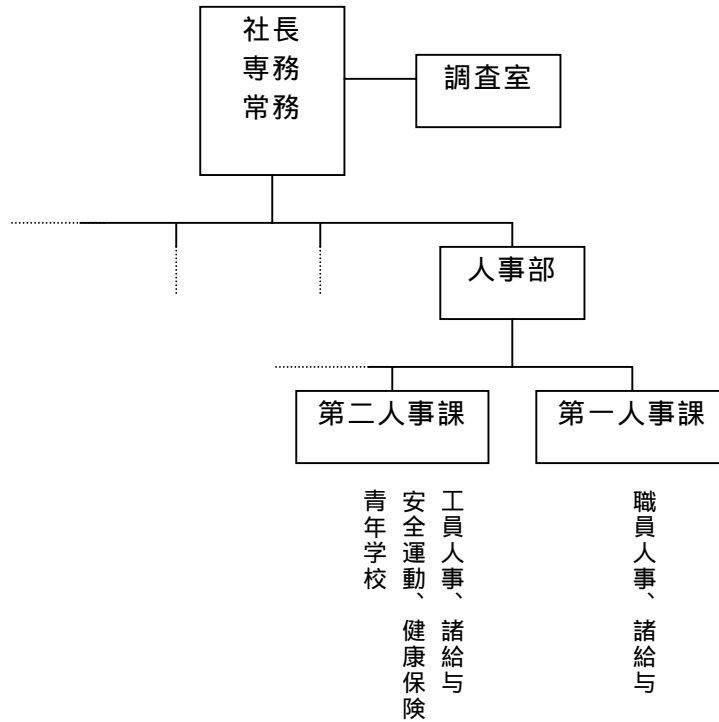 社長
専務
常務
調査室
人事部
第二人事課
第一人事課
職員人事、諸給与
工員人事、諸給与
安全運動、健康保険
青年学校